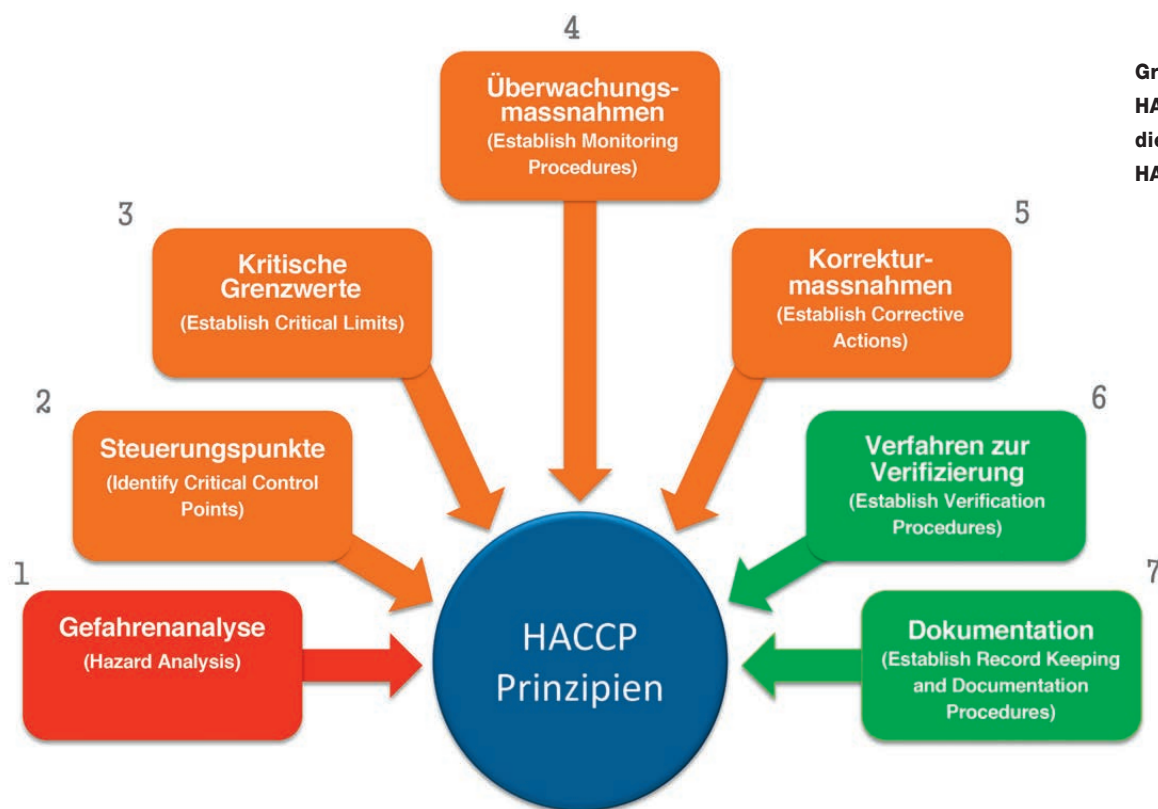 1
Gefahrenanalyse
(Hazard Analysis)
2
Steuerungspunkte
(Identify Critical Control
Points)
3
Kritische
Grenzwerte
(Establish Critical Limits)
4
Überwachungs-
massnahmen
(Establish Monitoring
Procedures)
5
Korrektur-
massnahmen
(Establish Corrective
Actions)
6
Verfahren zur
Verifizierung
(Establish Verification
Procedures)
7
Dokumentation
(Establish Record Keeping
and Documentation
Procedures)
HACCP
Prinzipien